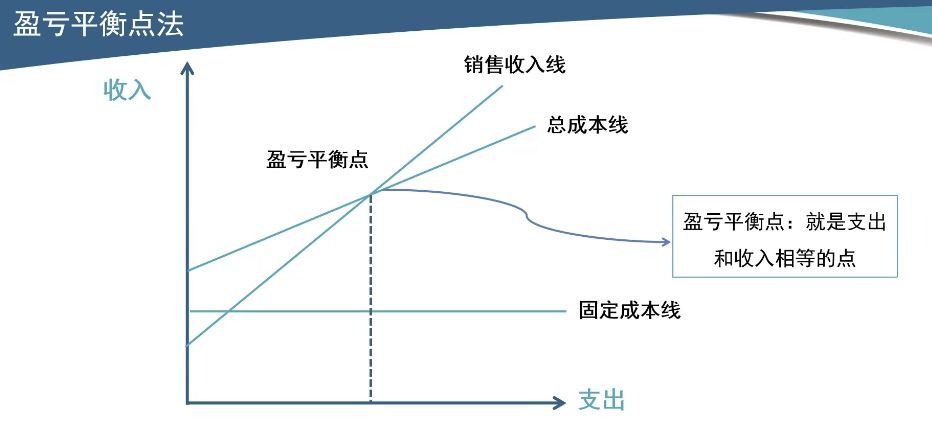 盈亏平衡点法
收入
销售收入线
总成本线
盈亏平衡点
盈亏平衡点：就是支出
和收入相等的点
固定成本线
支出